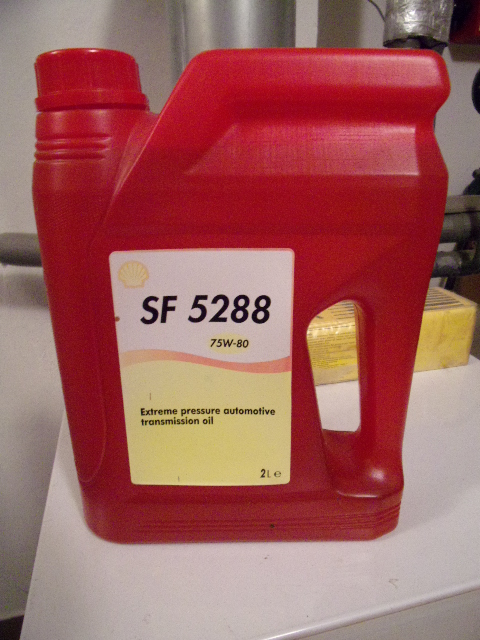 SF 5288
75W-80
Extreme pressure automotive
transmission oil
2L e